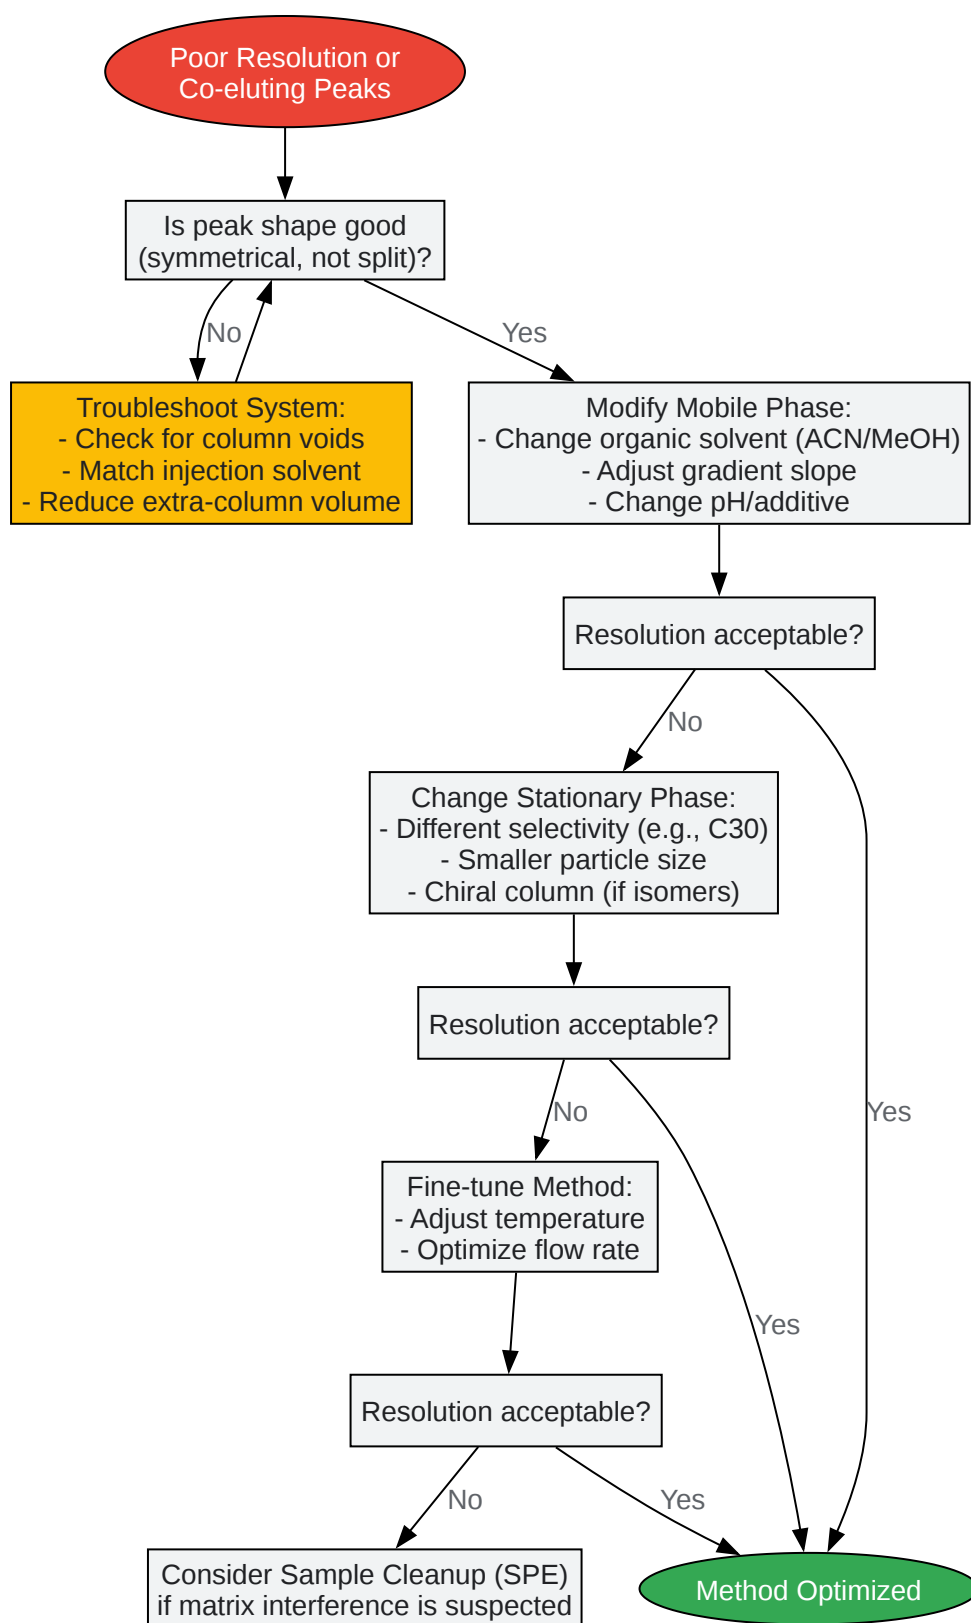 Poor Resolution or
Co-eluting Peaks
Is peak shape good
(symmetrical, not split)?
No
Yes
Troubleshoot System:
- Check for column voids
- Match injection solvent
- Reduce extra-column volume
Modify Mobile Phase:
- Change organic solvent (ACN/MeOH)
- Adjust gradient slope
- Change pH/additive
Resolution acceptable?
No
Change Stationary Phase:
- Different selectivity (e.g., C30)
- Smaller particle size
- Chiral column (if isomers)
Resolution acceptable?
No
Yes
Fine-tune Method:
- Adjust temperature
- Optimize flow rate
Yes
Resolution acceptable?
No
Yes
Consider Sample Cleanup (SPE)
if matrix interference is suspected
Method Optimized